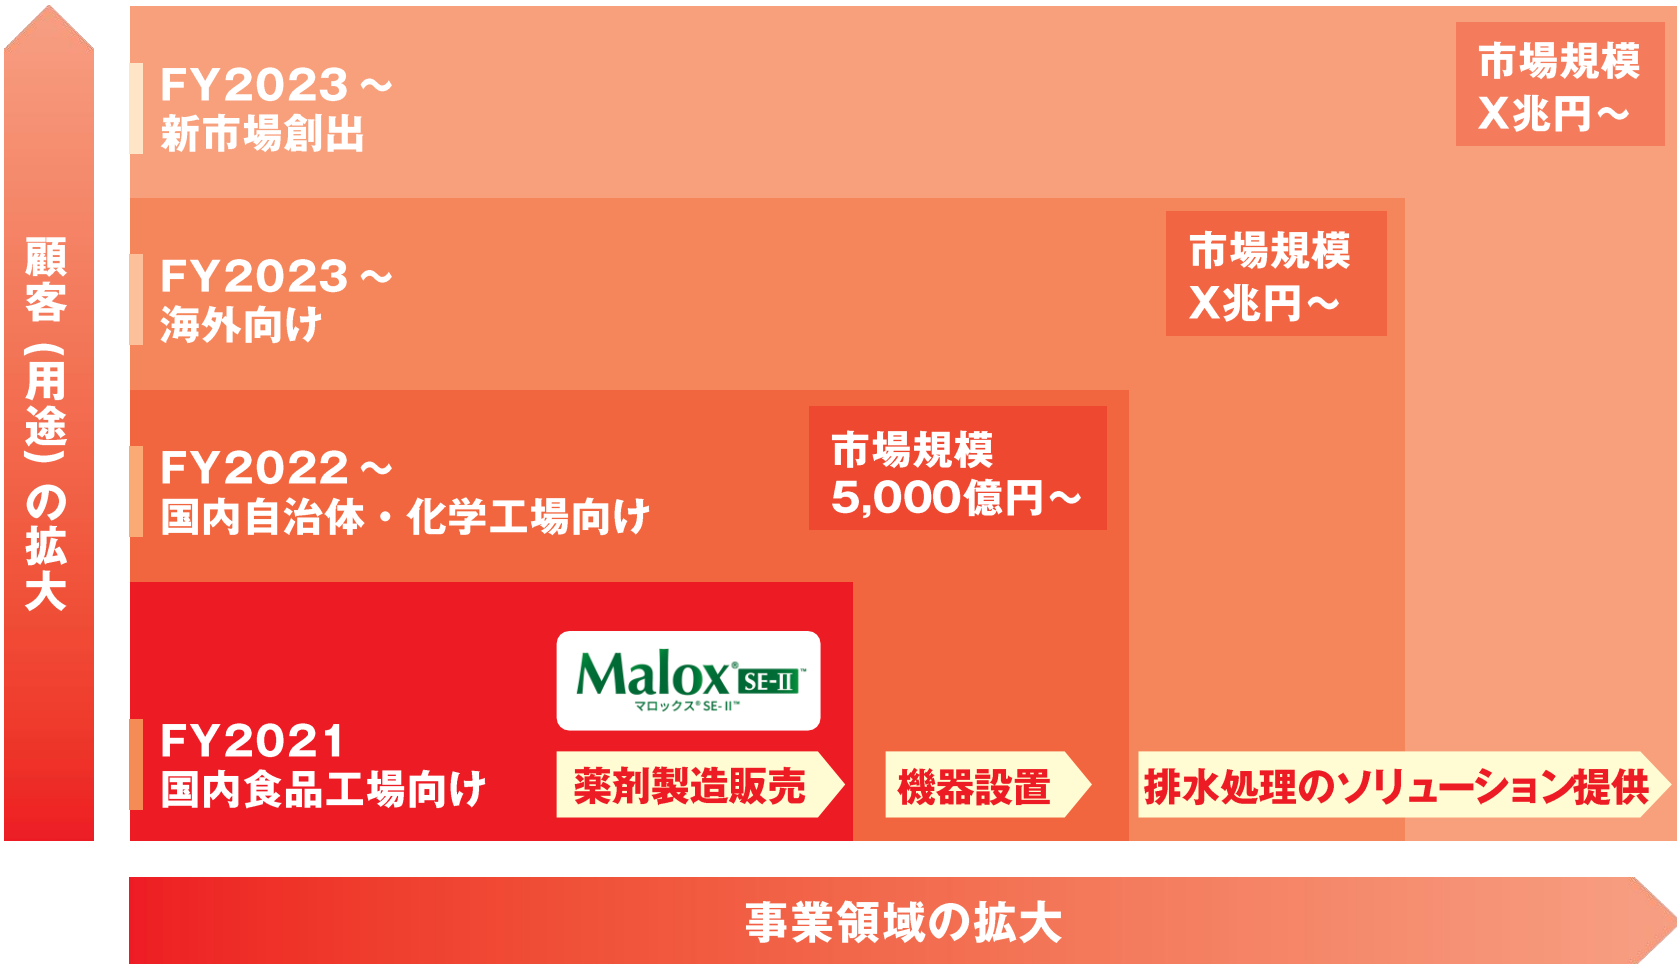 顧客(用途)の拡大
FY2023～
新市場創出
市場規模
X兆円～
FY2023～
海外向け
市場規模
X兆円～
FY2022～
国内自治体・化学工場向け
市場規模
5,000億円～
Malox® SE-II™
マロックス® SE-II™
FY2021
国内食品工場向け
薬剤製造販売
機器設置
排水処理のソリューション提供
事業領域の拡大